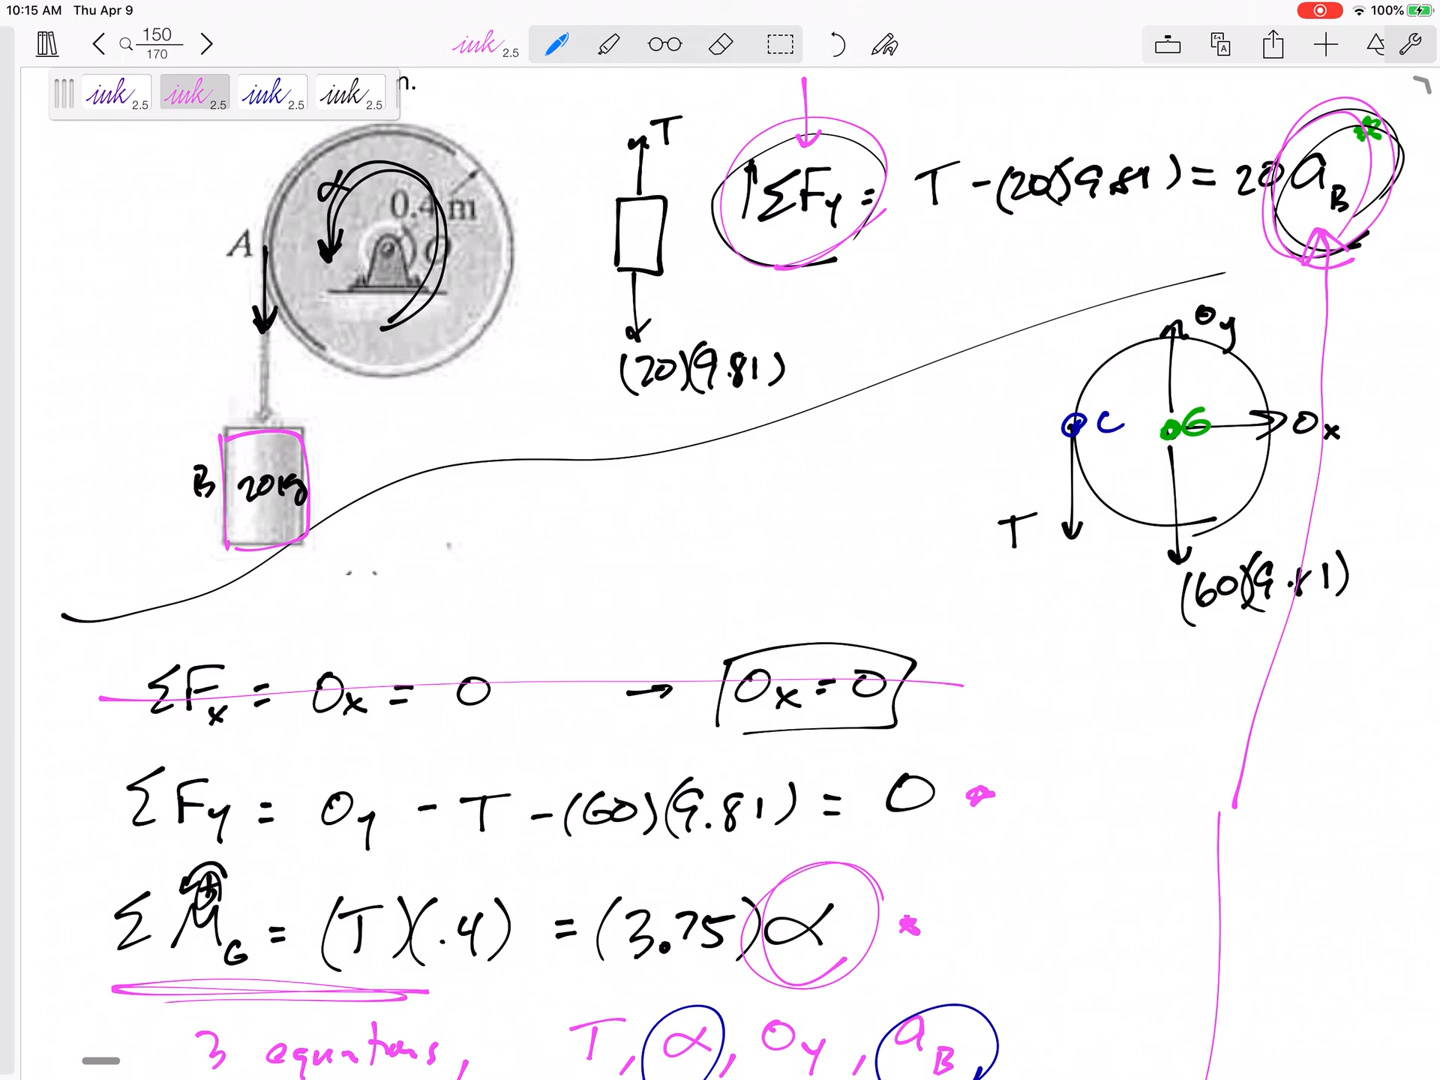 10:15 AM Thu Apr 9
100%
150
170
ink 2.5
ink 2.5
ink 2.5
ink 2.5
ink 2.5
n.
α
0.4 m
A
O
B
20 kg
T
(20)(9.81)
↑ΣFy = T - (20)(9.81) = 20 aB
Oy
C
G
Ox
T
(60)(9.81)
ΣFx = Ox = 0 → Ox = 0
ΣFy = Oy - T - (60)(9.81) = 0 *
ΣMG = (T)(.4) = (3.75)α *
3 equations, T, α, Oy, aB,